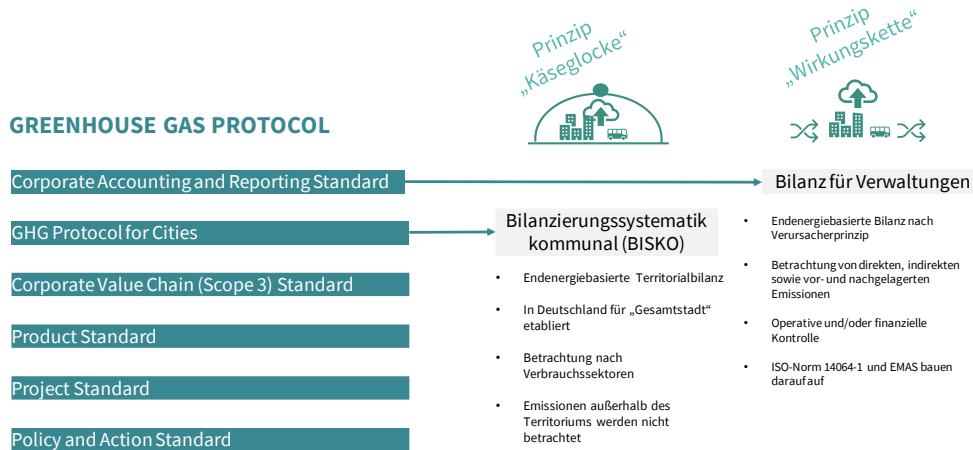 Prinzip
„Käseglocke“
Prinzip
„Wirkungskette“
GREENHOUSE GAS PROTOCOL
Corporate Accounting and Reporting Standard
GHG Protocol for Cities
Corporate Value Chain (Scope 3) Standard
Product Standard
Project Standard
Policy and Action Standard
Bilanzierungssystematik
kommunal (BISKO)
• Endenergiebasierte Territorialbilanz
• In Deutschland für „Gesamtstadt“
etabliert
• Betrachtung nach
Verbrauchssektoren
• Emissionen außerhalb des
Territoriums werden nicht
betrachtet
Bilanz für Verwaltungen
• Endenergiebasierte Bilanz nach
Verursacherprinzip
• Betrachtung von direkten, indirekten
sowie vor- und nachgelagerten
Emissionen
• Operative und/oder finanzielle
Kontrolle
• ISO-Norm 14064-1 und EMAS bauen
darauf auf